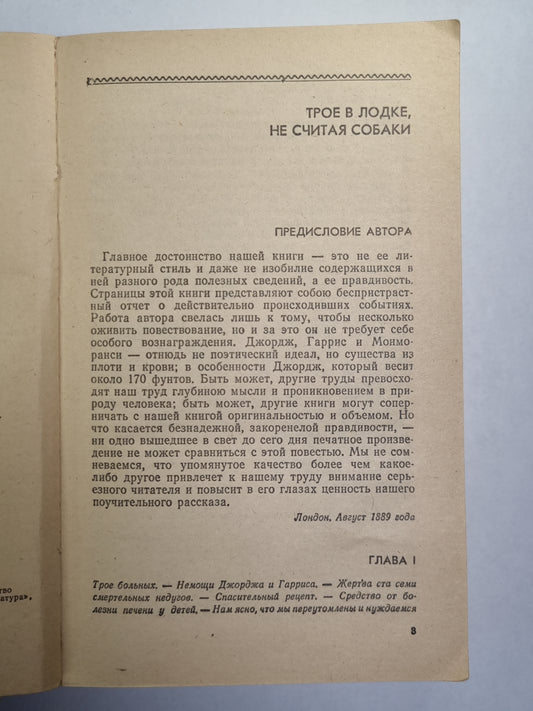 ТРОЕ В ЛОДКЕ,
НЕ СЧИТАЯ СОБАКИ
ПРЕДИСЛОВИЕ АВТОРА
Главное достоинство нашей книги — это не ее ли-
тературный стиль и даже не изобилие содержащихся в
ней разного рода полезных сведений, а ее правдивость.
Страницы этой книги представляют собою беспристраст-
ный отчет о действительно происходивших событиях.
Работа автора свелась лишь к тому, чтобы несколько
оживить повествование, но и за это он не требует себе
особого вознаграждения. Джордж, Гаррис и Монмо-
ранси — отнюдь не поэтический идеал, но существа из
плоти и крови; в особенности Джордж, который весит
около 170 фунтов. Быть может, другие труды превосхо-
дят наш труд глубиною мысли и проникновением в при-
роду человека; быть может, другие книги могут сопер-
ничать с нашей книгой оригинальностью и объемом. Но
что касается безнадежной, закоренелой правдивости, —
ни одно вышедшее в свет до сего дня печатное произве-
дение не может сравниться с этой повестью. Мы не сом-
неваемся, что упомянутое качество более чем какое-
либо другое привлечет к нашему труду внимание серь-
езного читателя и повысит в его глазах ценность нашего
поучительного рассказа.
Лондон. Август 1889 года
ГЛАВА I
Трое больных. — Немощи Джорджа и Гарриса. — Жертва ста семи
смертельных недугов. — Спасительный рецепт. — Средство от бо-
лезни печени у детей. — Нам ясно, что мы переутомлены и нуждаемся
3
тво
атура»,